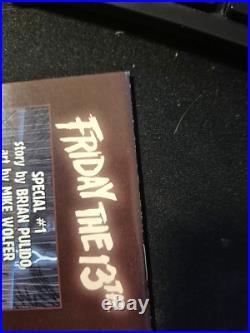 FRIDAY THE 13TH
SPECIAL #1
story by BRIAN PULIDO
art by MIKE WOLFER